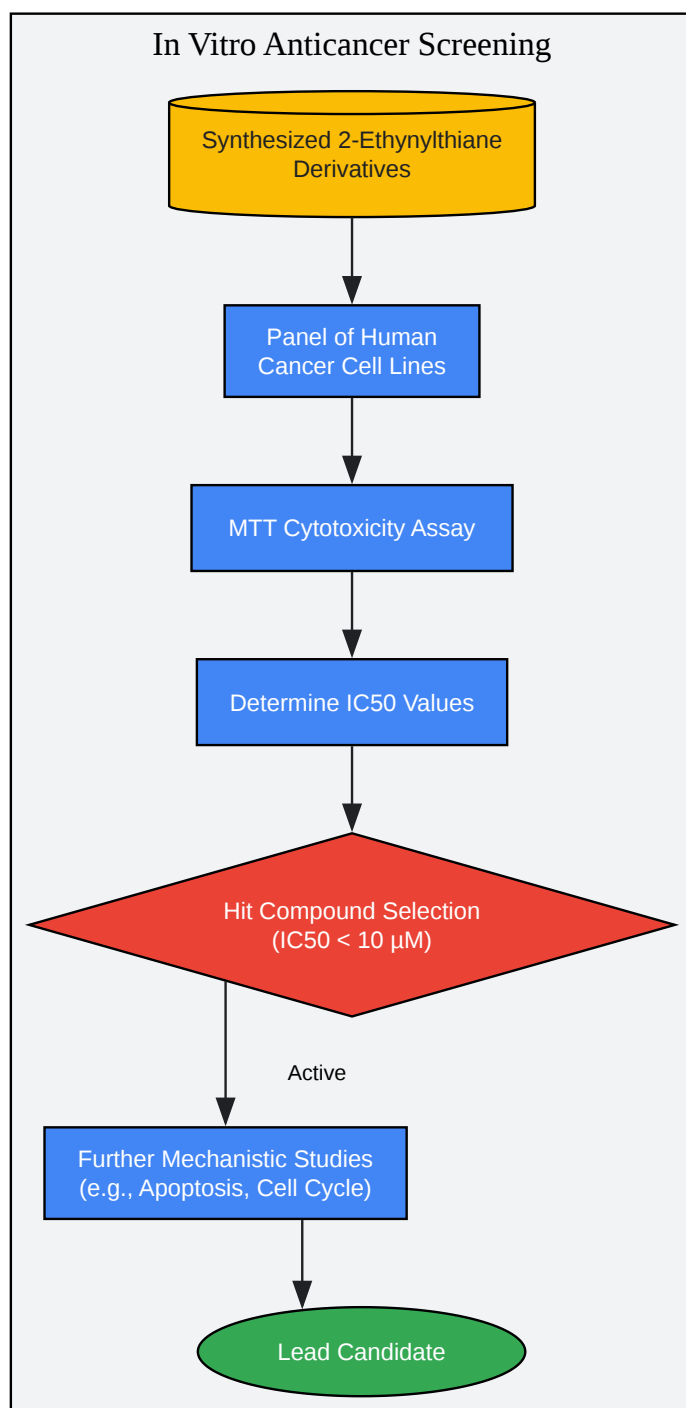 In Vitro Anticancer Screening
Synthesized 2-Ethynylthiane
Derivatives
Panel of Human
Cancer Cell Lines
MTT Cytotoxicity Assay
Determine IC50 Values
Hit Compound Selection
(IC50 < 10 µM)
Active
Further Mechanistic Studies
(e.g., Apoptosis, Cell Cycle)
Lead Candidate